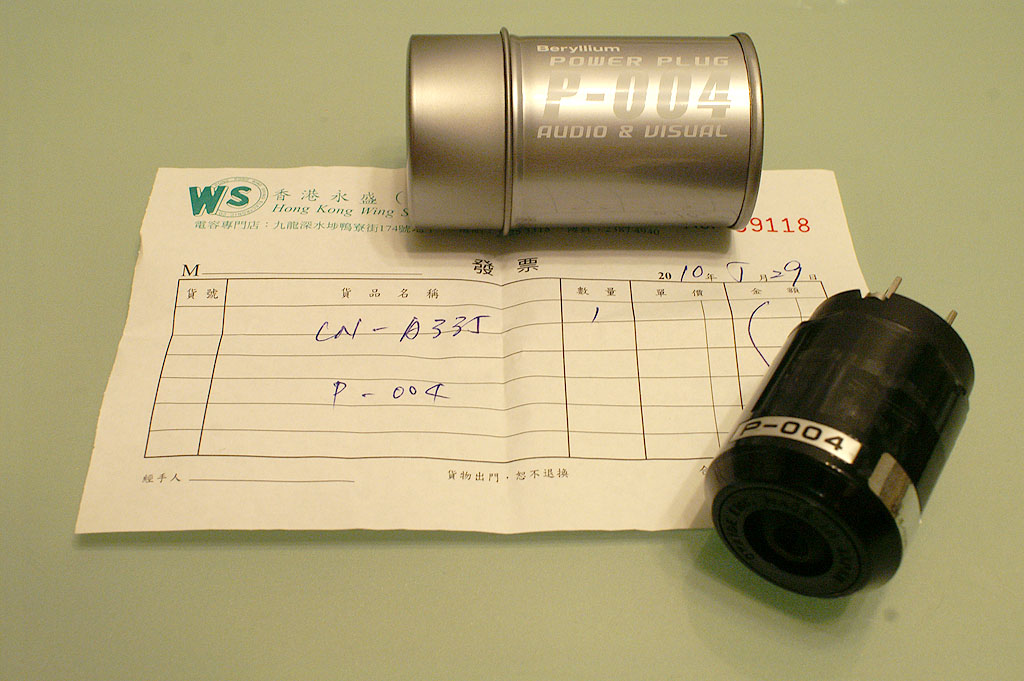 Beryllium
POWER PLUG
P-004
AUDIO & VISUAL
WS 香港永盛（
Hong Kong Wing S
電容專門店：九龍深水埗鴨寮街174號
9118
M
發票
2010年 5月29日
貨號 貨品名稱 數量 單價 金額
CN-A33J 1
P-004
經手人 貨物出門，恕不退換
P-004